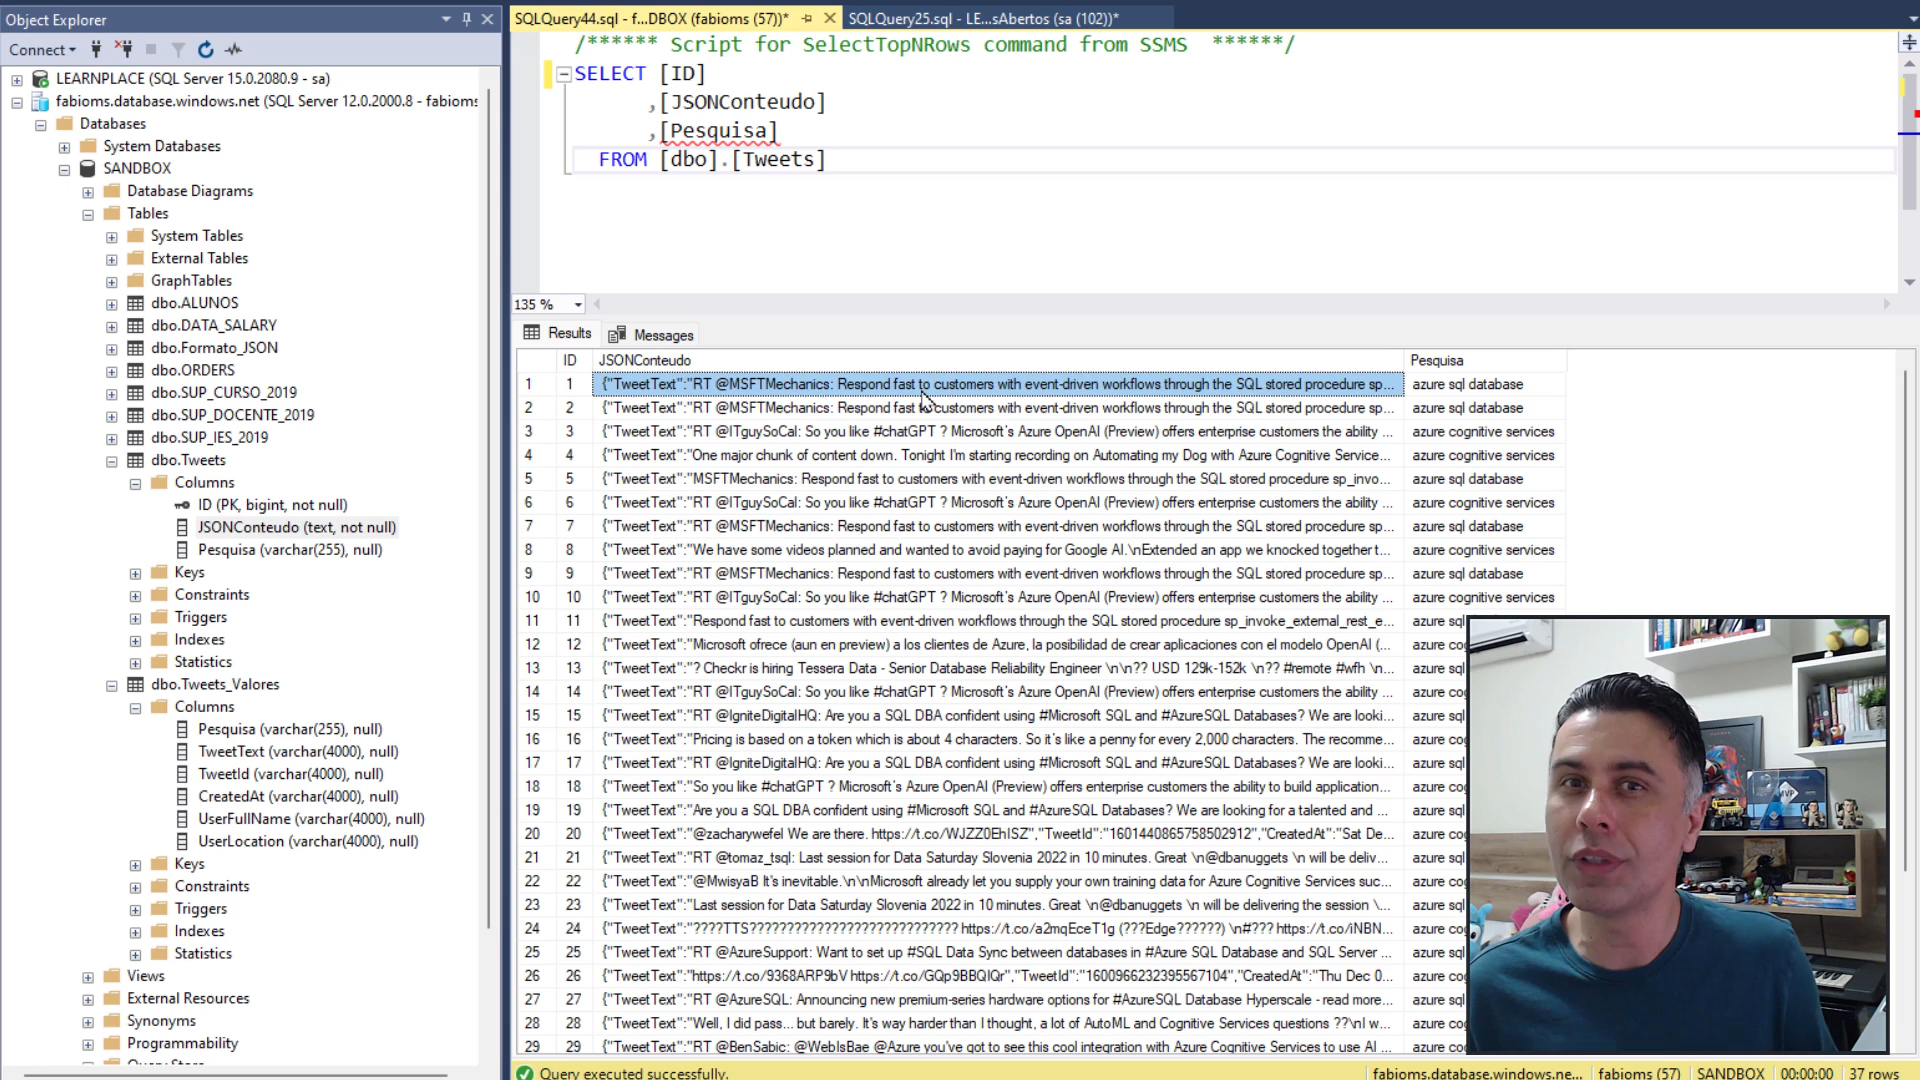 Object Explorer
Connect
LEARNPLACE (SQL Server 15.0.2080.9 - sa)
fabioms.database.windows.net (SQL Server 12.0.2000.8 - fabioms
Databases
System Databases
SANDBOX
Database Diagrams
Tables
System Tables
External Tables
GraphTables
dbo.ALUNOS
dbo.DATA_SALARY
dbo.Formato_JSON
dbo.ORDERS
dbo.SUP_CURSO_2019
dbo.SUP_DOCENTE_2019
dbo.SUP_IES_2019
dbo.Tweets
Columns
ID (PK, bigint, not null)
JSONConteudo (text, not null)
Pesquisa (varchar(255), null)
Keys
Constraints
Triggers
Indexes
Statistics
dbo.Tweets_Valores
Columns
Pesquisa (varchar(255), null)
TweetText (varchar(4000), null)
TweetId (varchar(4000), null)
CreatedAt (varchar(4000), null)
UserFullName (varchar(4000), null)
UserLocation (varchar(4000), null)
Keys
Constraints
Triggers
Indexes
Statistics
Views
External Resources
Synonyms
Programmability
SQLQuery44.sql - f...DBOX (fabioms (57))*
SQLQuery25.sql - LE...sAbertos (sa (102))*
/****** Script for SelectTopNRows command from SSMS ******/
SELECT [ID]
,[JSONConteudo]
,[Pesquisa]
FROM [dbo].[Tweets]
135 %
Results Messages
ID JSONConteudo Pesquisa
1 1 {"TweetText":"RT @MSFTMechanics: Respond fast to customers with event-driven workflows through the SQL stored procedure sp... azure sql database
2 2 {"TweetText":"RT @MSFTMechanics: Respond fast to customers with event-driven workflows through the SQL stored procedure sp... azure sql database
3 3 {"TweetText":"RT @ITguySoCal: So you like #chatGPT ? Microsoft's Azure OpenAI (Preview) offers enterprise customers the ability ... azure cognitive services
4 4 {"TweetText":"One major chunk of content down. Tonight I'm starting recording on Automating my Dog with Azure Cognitive Service... azure cognitive services
5 5 {"TweetText":"MSFTMechanics: Respond fast to customers with event-driven workflows through the SQL stored procedure sp_invo... azure sql database
6 6 {"TweetText":"RT @ITguySoCal: So you like #chatGPT ? Microsoft's Azure OpenAI (Preview) offers enterprise customers the ability ... azure cognitive services
7 7 {"TweetText":"RT @MSFTMechanics: Respond fast to customers with event-driven workflows through the SQL stored procedure sp... azure sql database
8 8 {"TweetText":"We have some videos planned and wanted to avoid paying for Google AI.\nExtended an app we knocked together t... azure cognitive services
9 9 {"TweetText":"RT @MSFTMechanics: Respond fast to customers with event-driven workflows through the SQL stored procedure sp... azure sql database
10 10 {"TweetText":"RT @ITguySoCal: So you like #chatGPT ? Microsoft's Azure OpenAI (Preview) offers enterprise customers the ability ... azure cognitive services
11 11 {"TweetText":"Respond fast to customers with event-driven workflows through the SQL stored procedure sp_invoke_external_rest_e...
12 12 {"TweetText":"Microsoft ofrece (aun en preview) a los clientes de Azure, la posibilidad de crear aplicaciones con el modelo OpenAI (... azure co
13 13 {"TweetText":"? Checkr is hiring Tessera Data - Senior Database Reliability Engineer \n\n?? USD 129k-152k \n?? #remote #wfh \n... azure sql
14 14 {"TweetText":"RT @ITguySoCal: So you like #chatGPT ? Microsoft's Azure OpenAI (Preview) offers enterprise customers the ability ... azure cog
15 15 {"TweetText":"RT @IgniteDigitalHQ: Are you a SQL DBA confident using #Microsoft SQL and #AzureSQL Databases? We are looki... azure sql
16 16 {"TweetText":"Pricing is based on a token which is about 4 characters. So it's like a penny for every 2,000 characters. The recomme... azure cog
17 17 {"TweetText":"RT @IgniteDigitalHQ: Are you a SQL DBA confident using #Microsoft SQL and #AzureSQL Databases? We are looki... azure sql
18 18 {"TweetText":"So you like #chatGPT ? Microsoft's Azure OpenAI (Preview) offers enterprise customers the ability to build application... azure cog
19 19 {"TweetText":"Are you a SQL DBA confident using #Microsoft SQL and #AzureSQL Databases? We are looking for a talented and ... azure sql
20 20 {"TweetText":"@zacharywefel We are there. https://t.co/WJZZ0EhISZ","TweetId":"1601440865758502912","CreatedAt":"Sat De... azure cog
21 21 {"TweetText":"RT @tomaz_tsql: Last session for Data Saturday Slovenia 2022 in 10 minutes. Great \n@dbanuggets \n will be deliv... azure sql
22 22 {"TweetText":"@MwisyaB It's inevitable.\n\nMicrosoft already let you supply your own training data for Azure Cognitive Services suc... azure cog
23 23 {"TweetText":"Last session for Data Saturday Slovenia 2022 in 10 minutes. Great \n@dbanuggets \n will be delivering the session \... azure sql
24 24 {"TweetText":"????TTS???????????????????????????? https://t.co/a2mqEceT1g (???Edge??????) \n#??? https://t.co/iNBN... azure cog
25 25 {"TweetText":"RT @AzureSupport: Want to set up #SQL Data Sync between databases in #Azure SQL Database and SQL Server ... azure sql
26 26 {"TweetText":"https://t.co/9368ARP9bV https://t.co/GQp9BBQIQr","TweetId":"1600966232395567104","CreatedAt":"Thu Dec 0... azure cog
27 27 {"TweetText":"RT @AzureSQL: Announcing new premium-series hardware options for #AzureSQL Database Hyperscale - read more... azure sql
28 28 {"TweetText":"Well, I did pass... but barely. It's way harder than I thought, a lot of AutoML and Cognitive Services questions ??\nI w... azure cog
29 29 {"TweetText":"RT @BenSabic: @WebIsBae @Azure you've got to see this cool integration with Azure Cognitive Services to use AI ... azure cog
MVP
Query executed successfully.
fabioms.database.windows.ne... fabioms (57) SANDBOX 00:00:00 37 rows